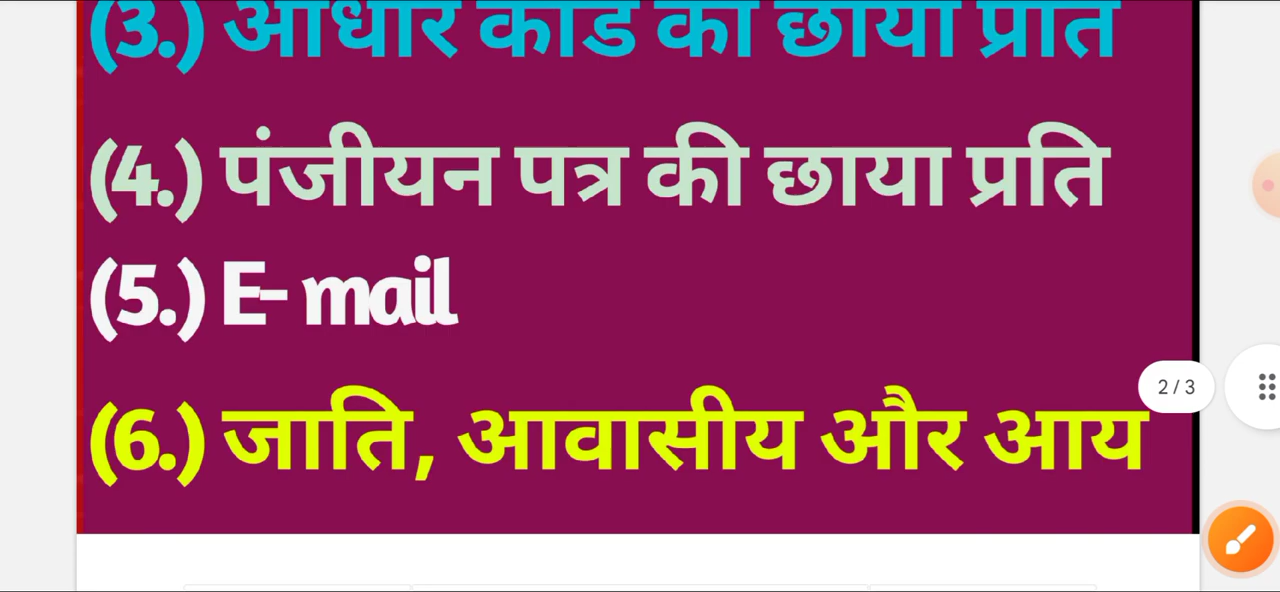 (3.) आधार कार्ड की छाया प्रति
(4.) पंजीयन पत्र की छाया प्रति
(5.) E- mail
(6.) जाति, आवासीय और आय
2 / 3